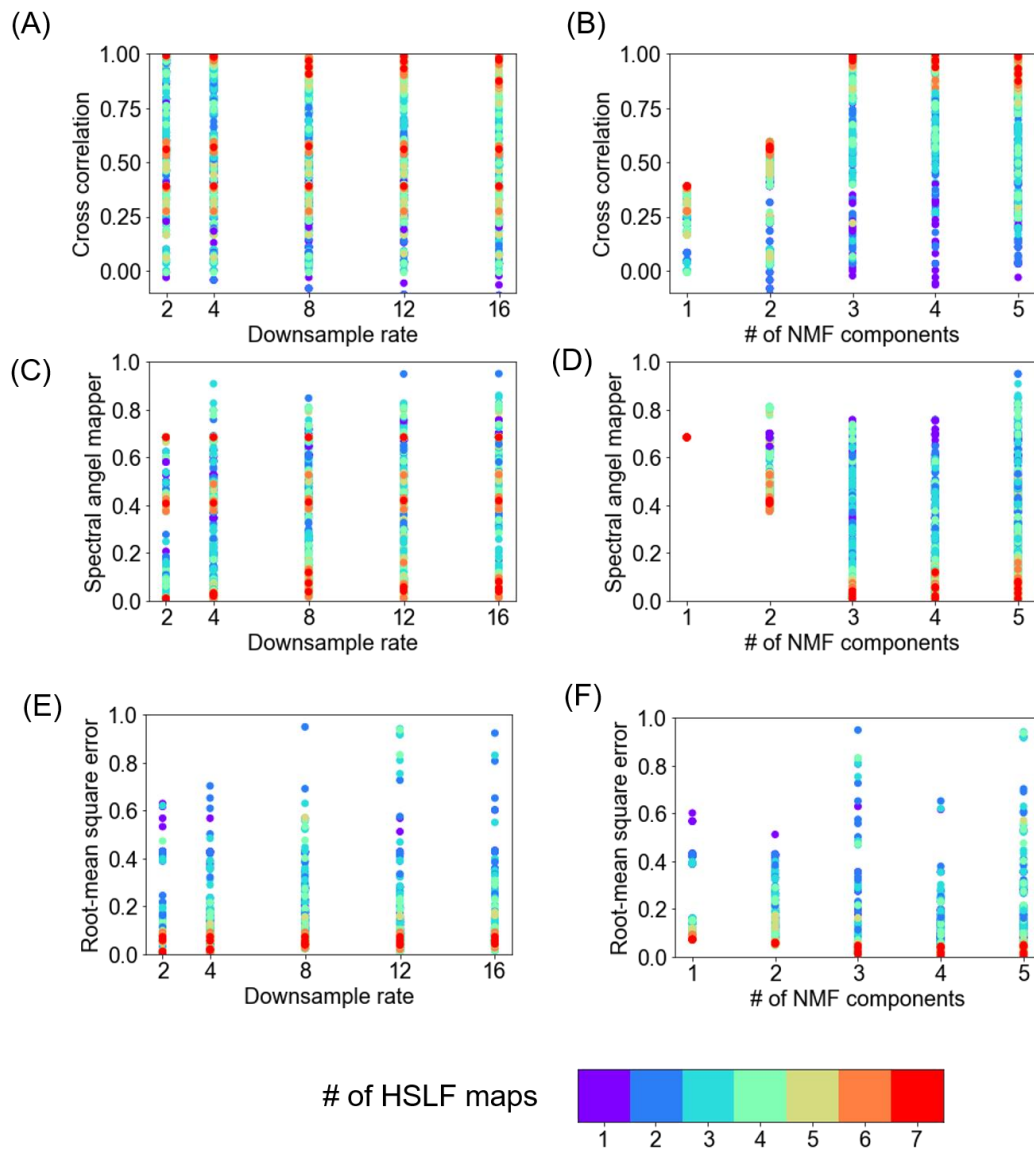 (A)
1.00
0.75
0.50
0.25
0.00
Cross correlation
2 4 8 12 16
Downsample rate
(B)
1.00
0.75
0.50
0.25
0.00
Cross correlation
1 2 3 4 5
# of NMF components
(C)
1.0
0.8
0.6
0.4
0.2
0.0
Spectral angel mapper
2 4 8 12 16
Downsample rate
(D)
1.0
0.8
0.6
0.4
0.2
0.0
Spectral angel mapper
1 2 3 4 5
# of NMF components
(E)
1.0
0.8
0.6
0.4
0.2
0.0
Root-mean square error
2 4 8 12 16
Downsample rate
(F)
1.0
0.8
0.6
0.4
0.2
0.0
Root-mean square error
1 2 3 4 5
# of NMF components
# of HSLF maps
1 2 3 4 5 6 7